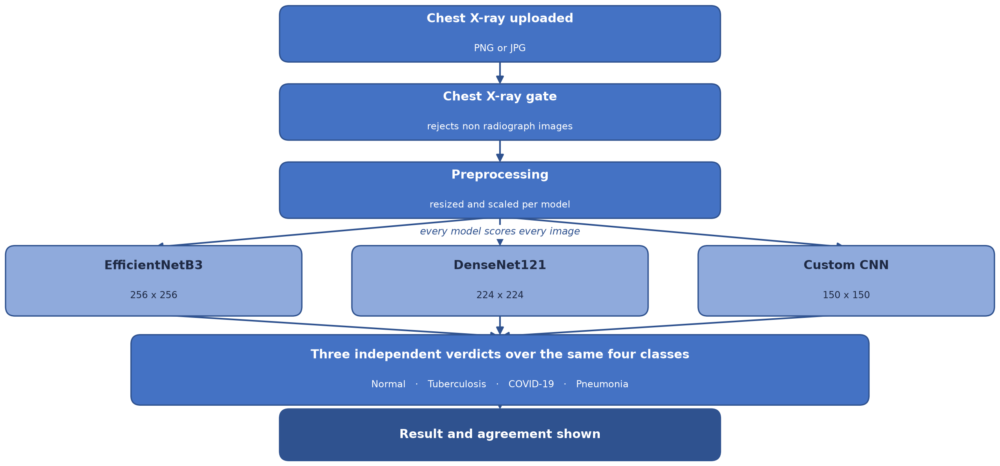 Chest X-ray uploaded
PNG or JPG
Chest X-ray gate
rejects non radiograph images
Preprocessing
resized and scaled per model
every model scores every image
EfficientNetB3
256 x 256
DenseNet121
224 x 224
Custom CNN
150 x 150
Three independent verdicts over the same four classes
Normal · Tuberculosis · COVID-19 · Pneumonia
Result and agreement shown